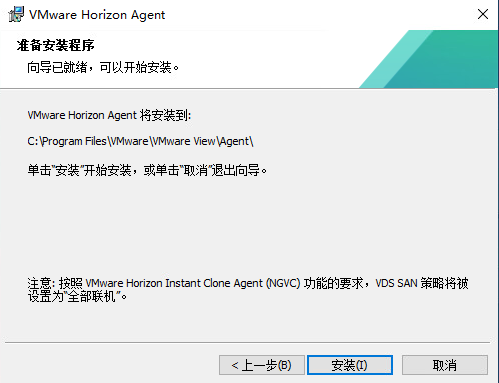 VMware Horizon Agent
准备安装程序
向导已就绪，可以开始安装。
VMware Horizon Agent 将安装到:
C:\Program Files\VMware\VMware View\Agent\
单击“安装”开始安装，或单击“取消”退出向导。
注意: 按照 VMware Horizon Instant Clone Agent (NGVC) 功能的要求，VDS SAN 策略将被
设置为“全部联机”。
< 上一步(B)
安装(I)
取消